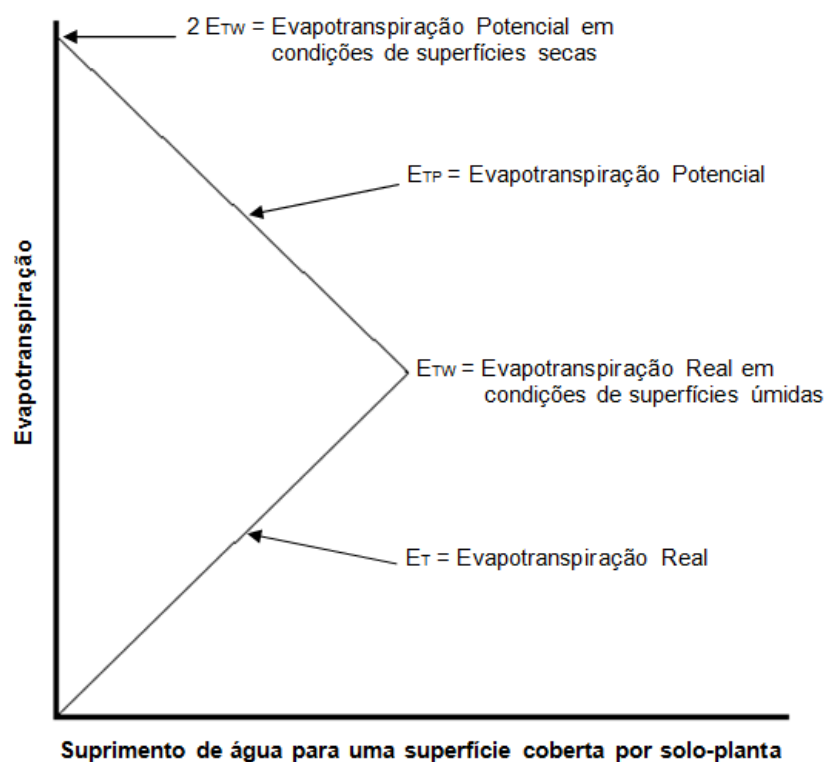 2 ETW = Evapotranspiração Potencial em
condições de superfícies secas
ETP = Evapotranspiração Potencial
Evapotranspiração
ETW = Evapotranspiração Real em
condições de superfícies úmidas
ET = Evapotranspiração Real
Suprimento de água para uma superfície coberta por solo-planta